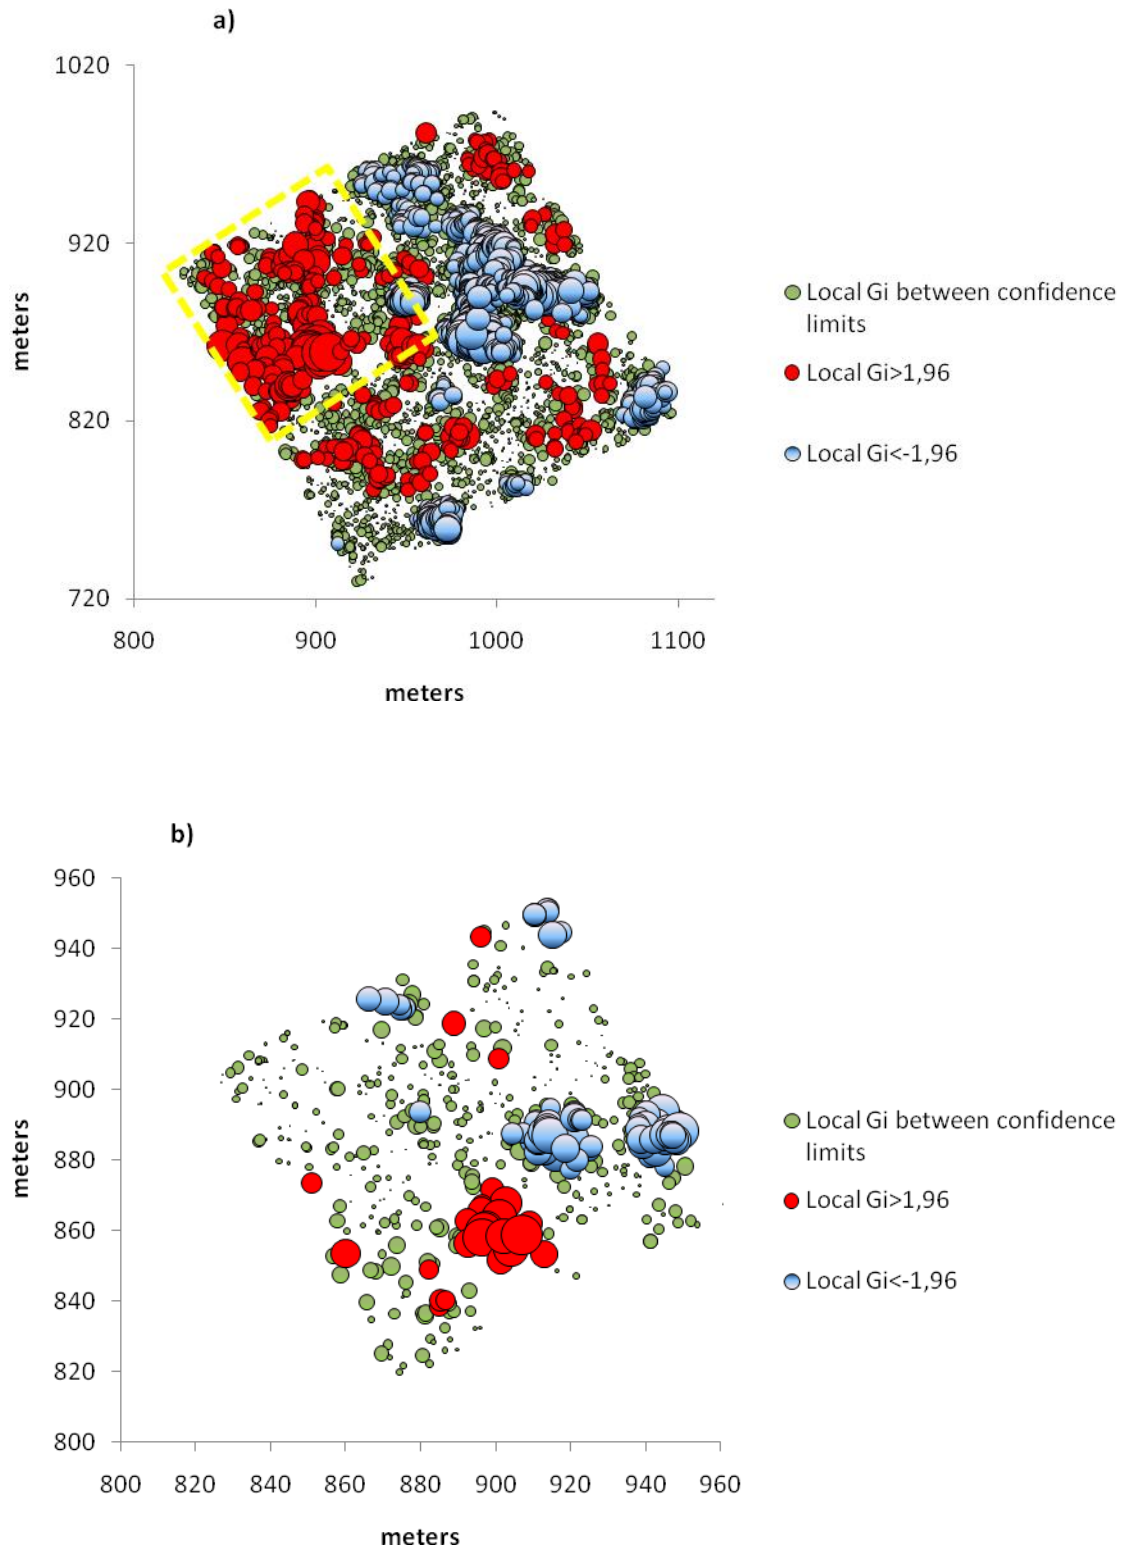 a)
1020
920
820
720
meters
800 900 1000 1100
meters
Local Gi between confidence
limits
Local Gi>1,96
Local Gi<-1,96
b)
960
940
920
900
880
860
840
820
800
meters
800 820 840 860 880 900 920 940 960
meters
Local Gi between confidence
limits
Local Gi>1,96
Local Gi<-1,96